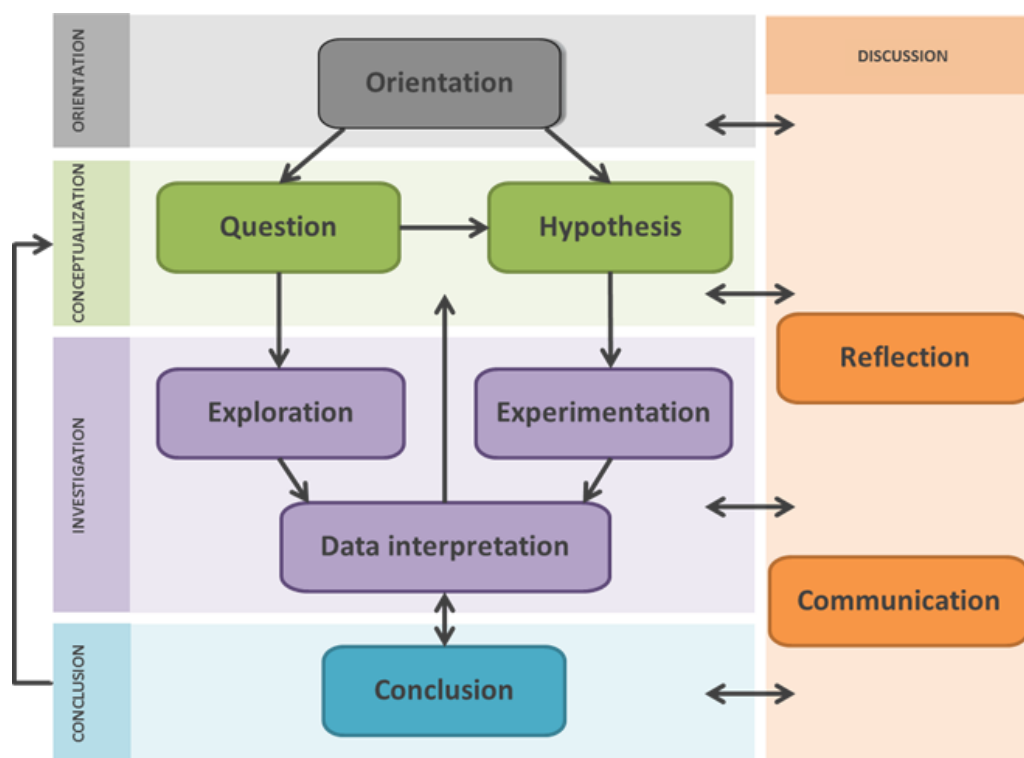 ORIENTATION
Orientation
DISCUSSION
CONCEPTUALIZATION
Question
Hypothesis
Reflection
INVESTIGATION
Exploration
Experimentation
Data interpretation
Communication
CONCLUSION
Conclusion